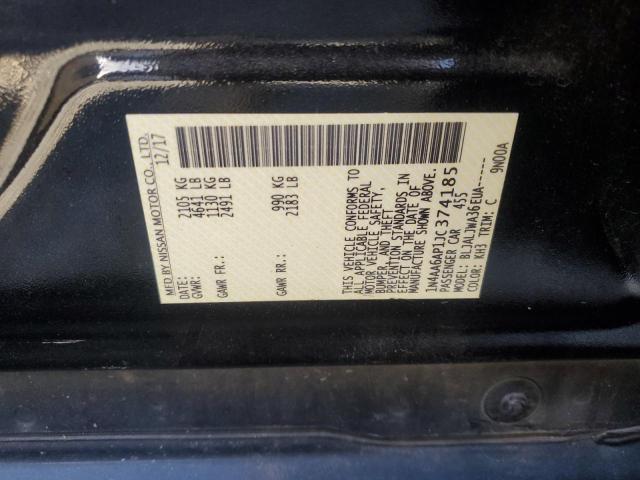 MFD BY NISSAN MOTOR CO., LTD.
DATE: 12/17
GVWR: 2105 KG
4641 LB
GAWR FR: 1130 KG
2491 LB
GAWR RR: 990 KG
2183 LB
THIS VEHICLE CONFORMS TO
ALL APPLICABLE FEDERAL
MOTOR VEHICLE SAFETY,
BUMPER, AND THEFT
PREVENTION STANDARDS IN
EFFECT ON THE DATE OF
MANUFACTURE SHOWN ABOVE.
1N4AA6AP1JC374185
PASSENGER CAR 455
MODEL: BLJALJWA36EUA-----
COLOR: KH3 TRIM: C
9N00A